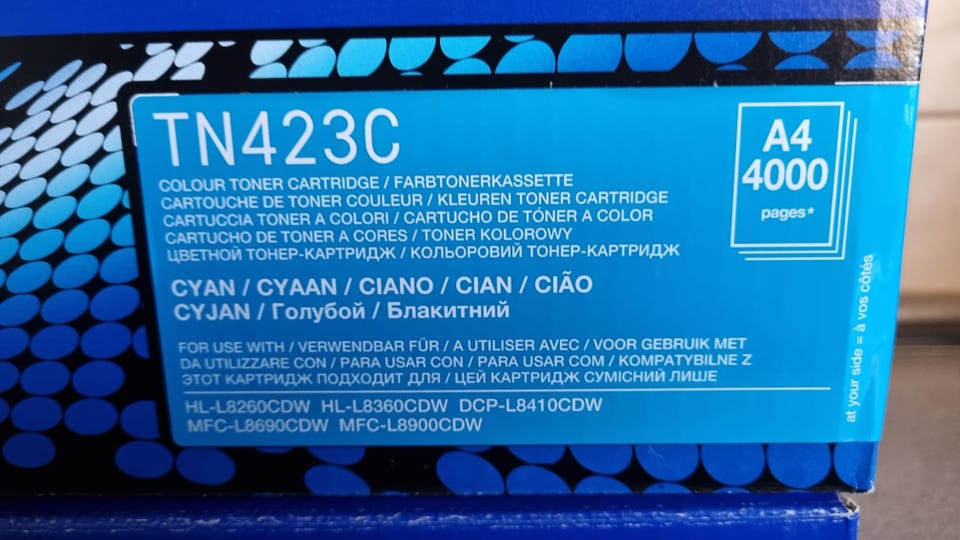 TN423C
A4
4000
pages*
COLOUR TONER CARTRIDGE / FARBTONERKASSETTE
CARTOUCHE DE TONER COULEUR / KLEUREN TONER CARTRIDGE
CARTUCCIA TONER A COLORI / CARTUCHO DE TÓNER A COLOR
CARTUCHO DE TONER A CORES / TONER KOLOROWY
ЦВЕТНОЙ ТОНЕР-КАРТРИДЖ / КОЛЬОРОВИЙ ТОНЕР-КАРТРИДЖ
CYAN / CYAAN / CIANO / CIAN / CIÃO
CYJAN / Голубой / Блакитний
FOR USE WITH / VERWENDBAR FÜR / A UTILISER AVEC / VOOR GEBRUIK MET
DA UTILIZZARE CON / PARA USAR CON / PARA USAR COM / KOMPATYBILNE Z
ЭТОТ КАРТРИДЖ ПОДХОДИТ ДЛЯ / ЦЕЙ КАРТРИДЖ СУМІСНИЙ ЛИШЕ
HL-L8260CDW HL-L8360CDW DCP-L8410CDW
MFC-L8690CDW MFC-L8900CDW
at your side = à vos côtés